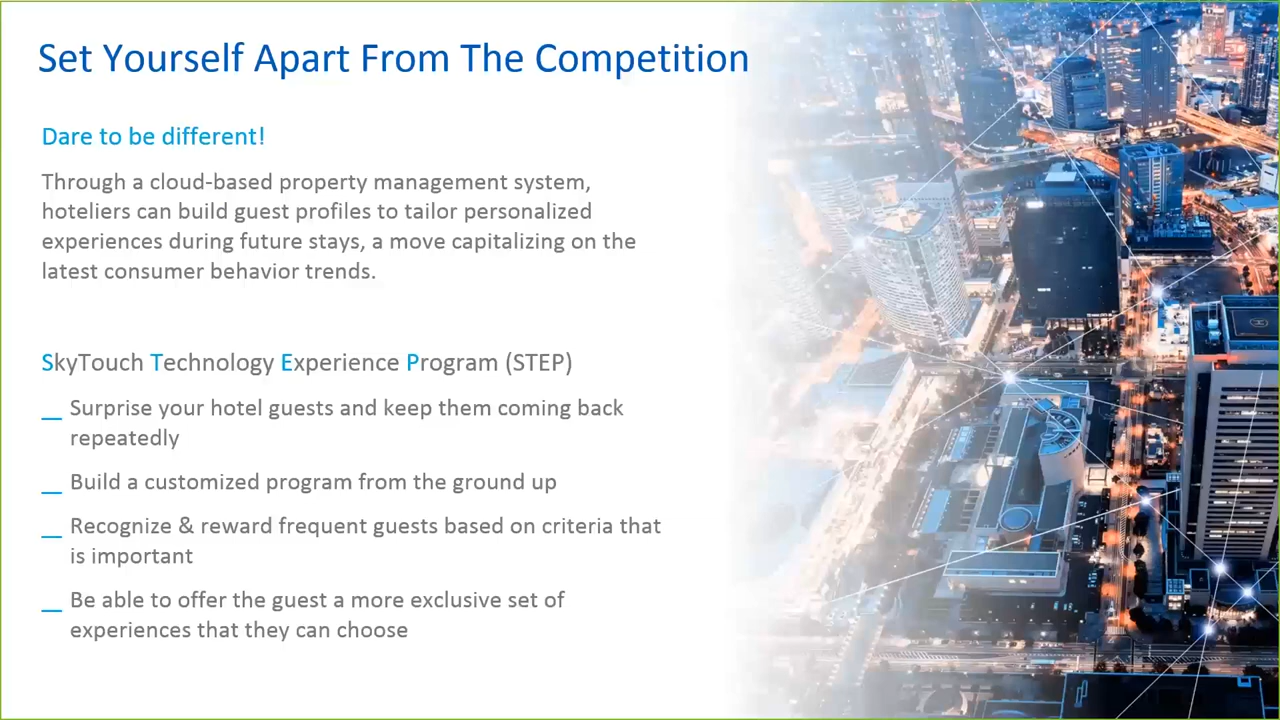 Set Yourself Apart From The Competition
Dare to be different!
Through a cloud-based property management system,
hoteliers can build guest profiles to tailor personalized
experiences during future stays, a move capitalizing on the
latest consumer behavior trends.
SkyTouch Technology Experience Program (STEP)
Surprise your hotel guests and keep them coming back
repeatedly
Build a customized program from the ground up
Recognize & reward frequent guests based on criteria that
is important
Be able to offer the guest a more exclusive set of
experiences that they can choose